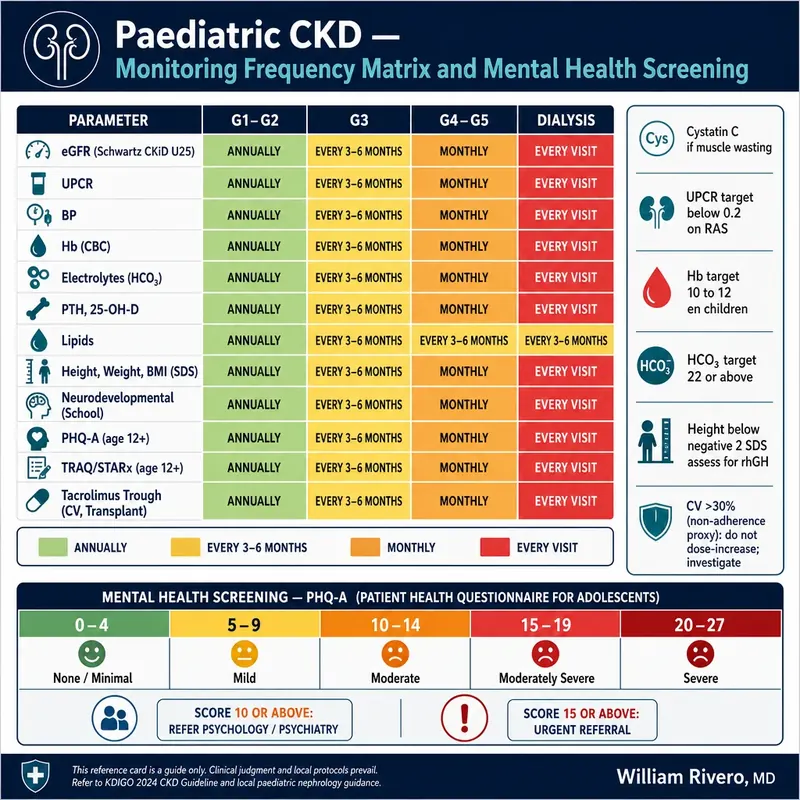 Paediatric CKD —
Monitoring Frequency Matrix and Mental Health Screening
PARAMETER G1–G2 G3 G4–G5 DIALYSIS
eGFR (Schwartz CKiD U25) ANNUALLY EVERY 3–6 MONTHS MONTHLY EVERY VISIT
UPCR ANNUALLY EVERY 3–6 MONTHS MONTHLY EVERY VISIT
BP ANNUALLY EVERY 3–6 MONTHS MONTHLY EVERY VISIT
Hb (CBC) ANNUALLY EVERY 3–6 MONTHS MONTHLY EVERY VISIT
Electrolytes (HCO₃) ANNUALLY EVERY 3–6 MONTHS MONTHLY EVERY VISIT
PTH, 25-OH-D ANNUALLY EVERY 3–6 MONTHS MONTHLY EVERY VISIT
Lipids ANNUALLY EVERY 3–6 MONTHS EVERY 3–6 MONTHS EVERY 3–6 MONTHS
Height, Weight, BMI (SDS) ANNUALLY EVERY 3–6 MONTHS MONTHLY EVERY VISIT
Neurodevelopmental
(School) ANNUALLY EVERY 3–6 MONTHS MONTHLY EVERY VISIT
PHQ-A (age 12+) ANNUALLY EVERY 3–6 MONTHS MONTHLY EVERY VISIT
TRAQ/STARx (age 12+) ANNUALLY EVERY 3–6 MONTHS MONTHLY EVERY VISIT
Tacrolimus Trough
(CV, Transplant) ANNUALLY EVERY 3–6 MONTHS MONTHLY EVERY VISIT
ANNUALLY EVERY 3–6 MONTHS MONTHLY EVERY VISIT
Cys
Cystatin C
if muscle wasting
UPCR target
below 0.2
on RAS
Hb target
10 to 12
en children
HCO₃⁻
HCO₃ target
22 or above
Height below
negative 2 SDS
assess for rhGH
CV >30%
(non-adherence
proxy): do not
dose-increase;
investigate
MENTAL HEALTH SCREENING — PHQ-A (PATIENT HEALTH QUESTIONNAIRE FOR ADOLESCENTS)
0–4 5–9 10–14 15–19 20–27
None / Minimal Mild Moderate Moderately Severe Severe
SCORE 10 OR ABOVE:
REFER PSYCHOLOGY / PSYCHIATRY
SCORE 15 OR ABOVE:
URGENT REFERRAL
This reference card is a guide only. Clinical judgment and local protocols prevail.
Refer to KDIGO 2024 CKD Guideline and local paediatric nephrology guidance.
William Rivero, MD